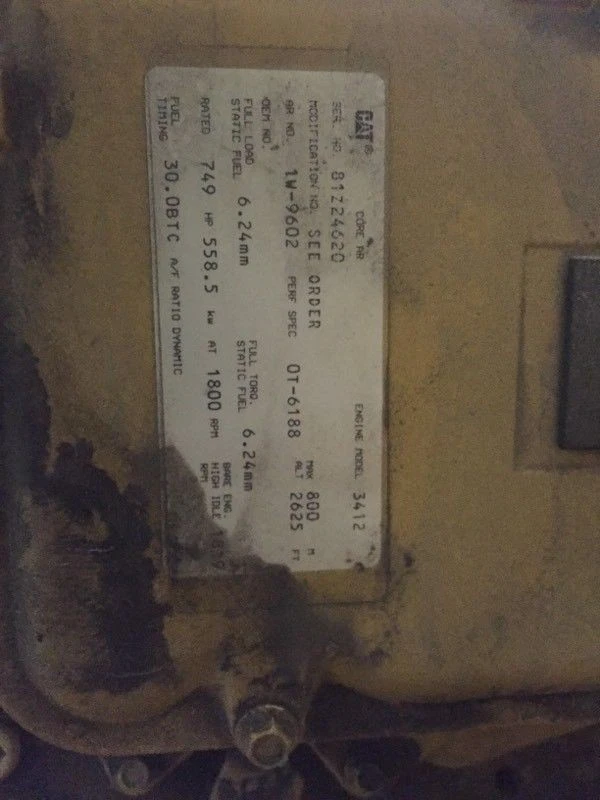 CAT® CORE AR ENGINE MODEL 3412
SER. NO. 81Z24620
MODIFICATION NO. SEE ORDER MAX ALT 800 M
AR NO. 1W-9602 PERF SPEC 0T-6188 2625 FT
OEM NO.
FULL LOAD STATIC FUEL 6.24mm FULL TORQ. STATIC FUEL 6.24mm
RATED 749 HP 558.5 kW AT 1800 RPM BARE ENG. HIGH IDLE RPM
FUEL TIMING 30.0BTC A/F RATIO DYNAMIC